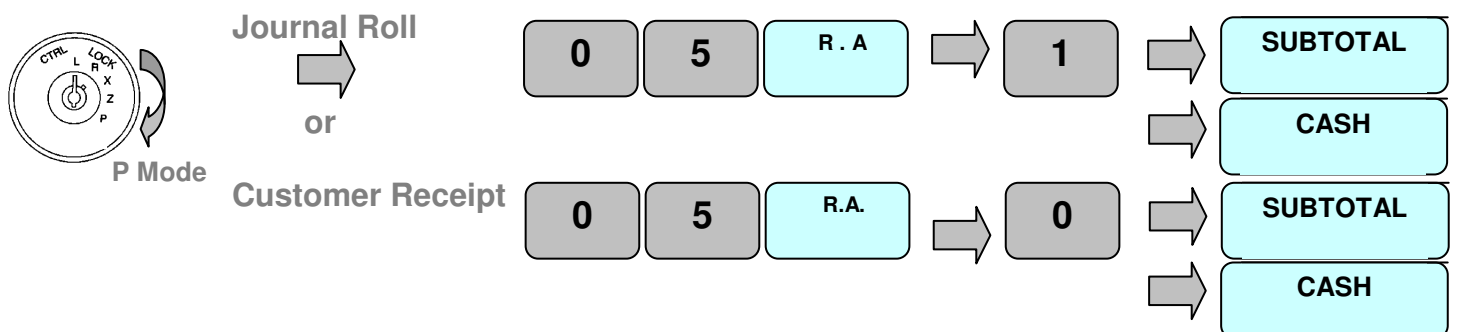 Journal Roll
CTRL LOCK
L R X Z P
0 5 R . A 1 SUBTOTAL
or
CASH
P Mode
Customer Receipt
0 5 R.A. 0 SUBTOTAL
CASH